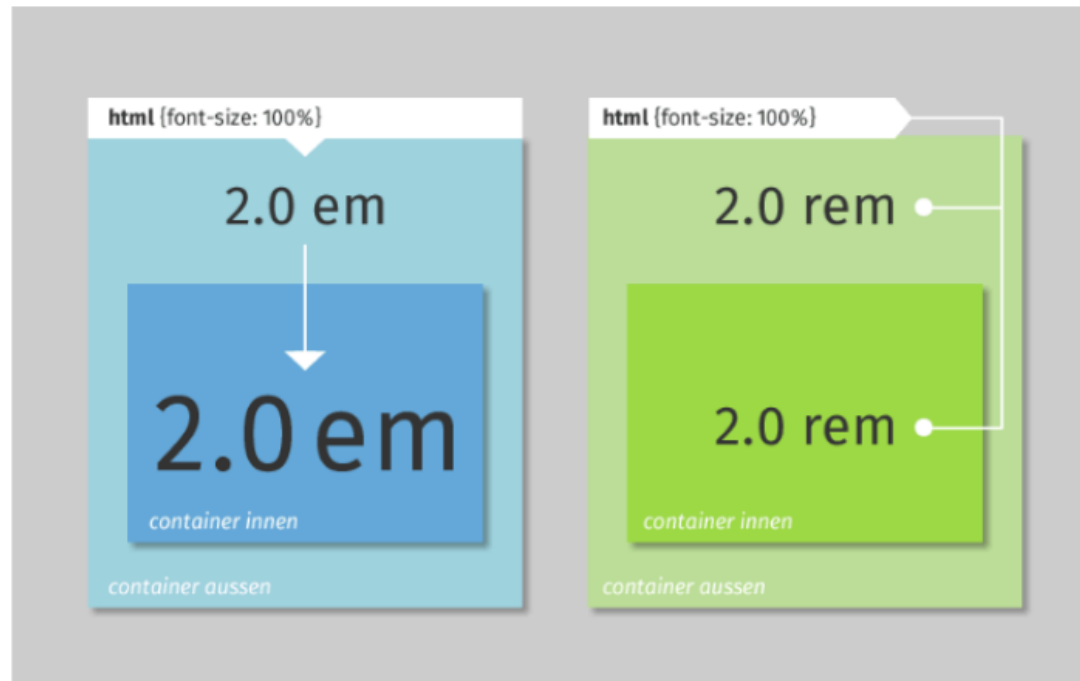 html {font-size: 100%}
2.0 em
2.0 em
container innen
container aussen
html {font-size: 100%}
2.0 rem
2.0 rem
container innen
container aussen